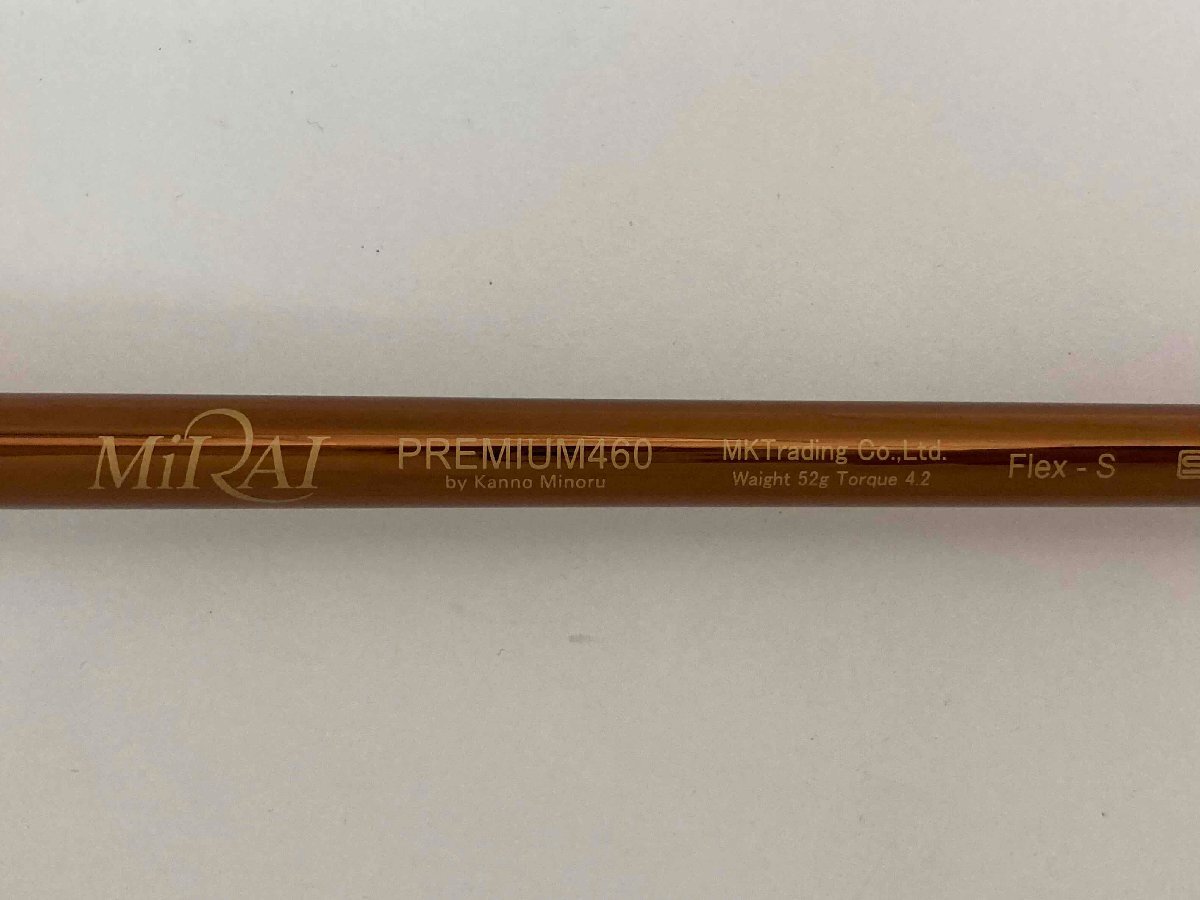 MiRAI
PREMIUM460
by Kanno Minoru
MKTrading Co.,Ltd.
Waight 52g Torque 4.2
Flex - S